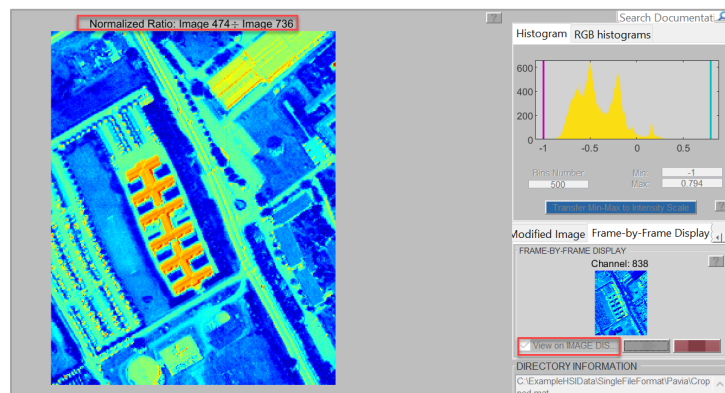 Normalized Ratio: Image 474÷ Image 736
?
Search Documentat
Histogram
RGB histograms
600
400
200
0
-1
-0.5
0
0.5
Bins Number
Min:
-1
500
Max:
0.794
Transfer Min-Max to Intensity Scale
?
Modified Image
Frame-by-Frame Display
FRAME-BY-FRAME DISPLAY
Channel: 838
?
View on IMAGE DIS
DIRECTORY INFORMATION
C:\ExampleHSIData\SingleFileFormat\Pavia\Crop
ped.mat